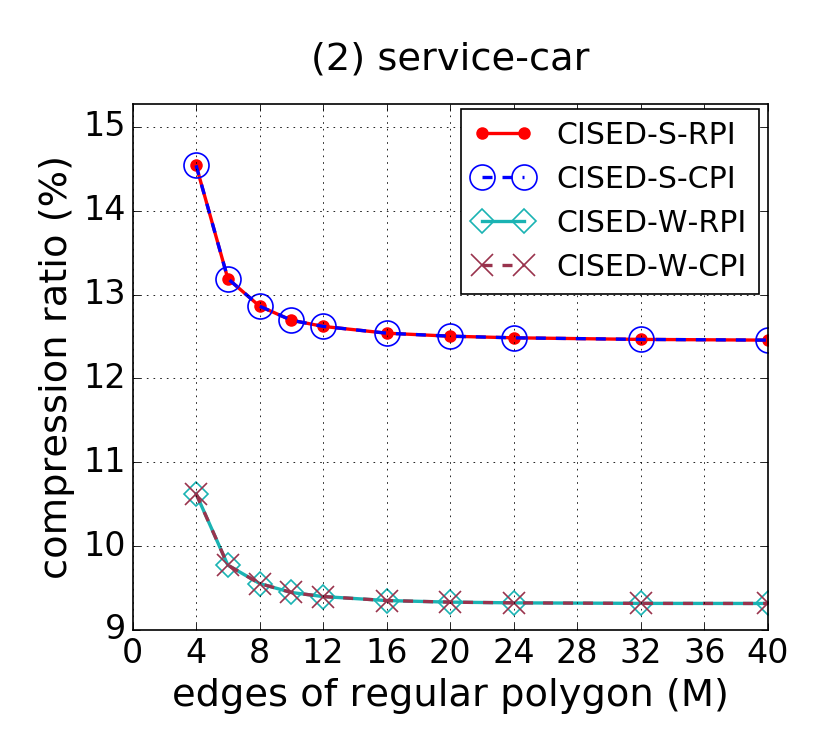 (2) service-car
compression ratio (%)
15
14
13
12
11
10
9
CISED-S-RPI
CISED-S-CPI
CISED-W-RPI
CISED-W-CPI
0 4 8 12 16 20 24 28 32 36 40
edges of regular polygon (M)